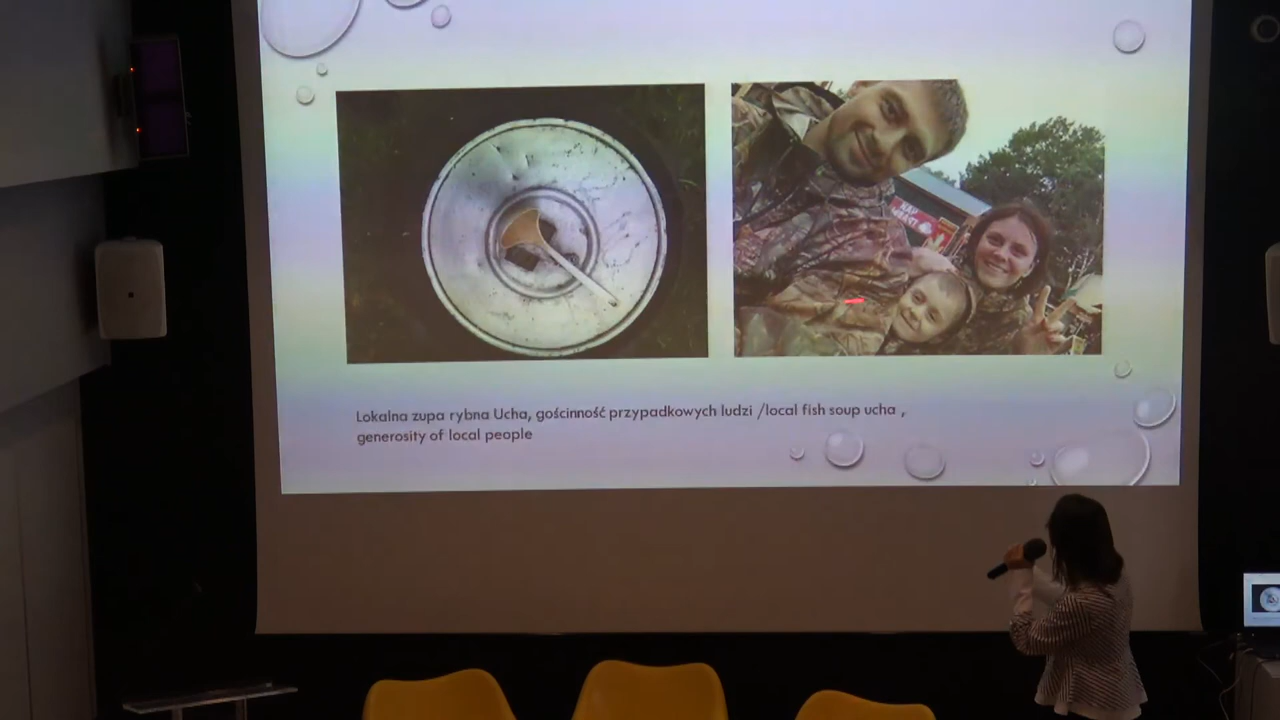 Lokalna zupa rybna Ucha, gościnność przypadkowych ludzi /local fish soup ucha ,
generosity of local people